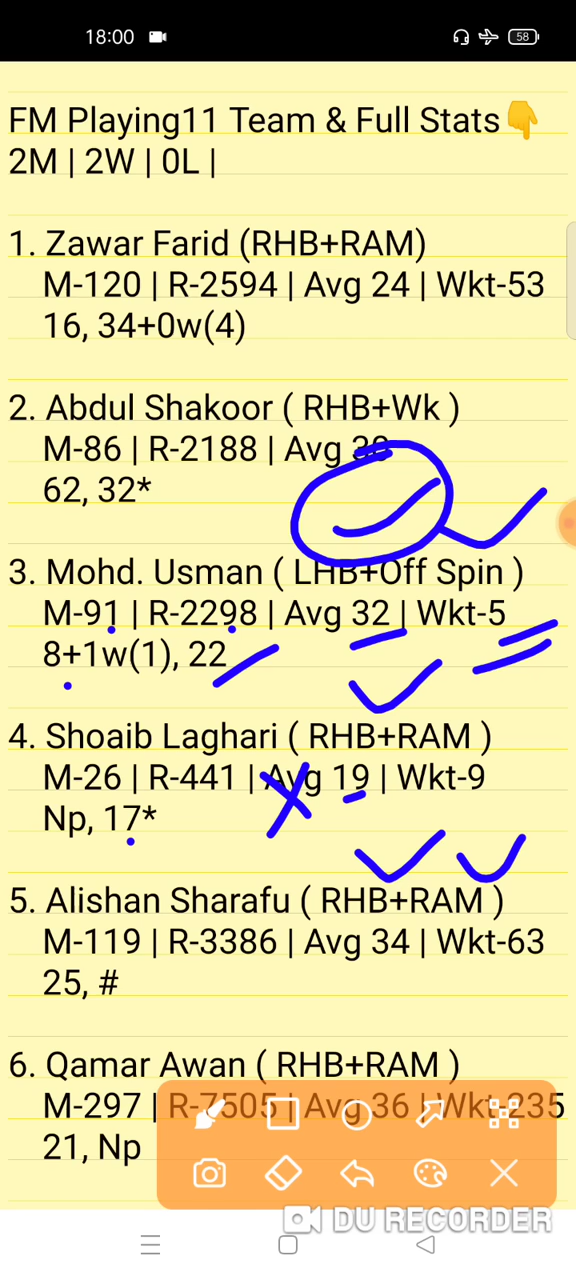 18:00
58
FM Playing11 Team & Full Stats👇
2M | 2W | 0L |
1. Zawar Farid (RHB+RAM)
M-120 | R-2594 | Avg 24 | Wkt-53
16, 34+0w(4)
2. Abdul Shakoor ( RHB+Wk )
M-86 | R-2188 | Avg
62, 32*
3. Mohd. Usman ( LHB+Off Spin )
M-91 | R-2298 | Avg 32 | Wkt-5
8+1w(1), 22
4. Shoaib Laghari ( RHB+RAM )
M-26 | R-441 | Avg 19 | Wkt-9
Np, 17*
5. Alishan Sharafu ( RHB+RAM )
M-119 | R-3386 | Avg 34 | Wkt-63
25, #
6. Qamar Awan ( RHB+RAM )
M-297 | R-7505 | Avg 36 | Wkt-235
21, Np
DU RECORDER